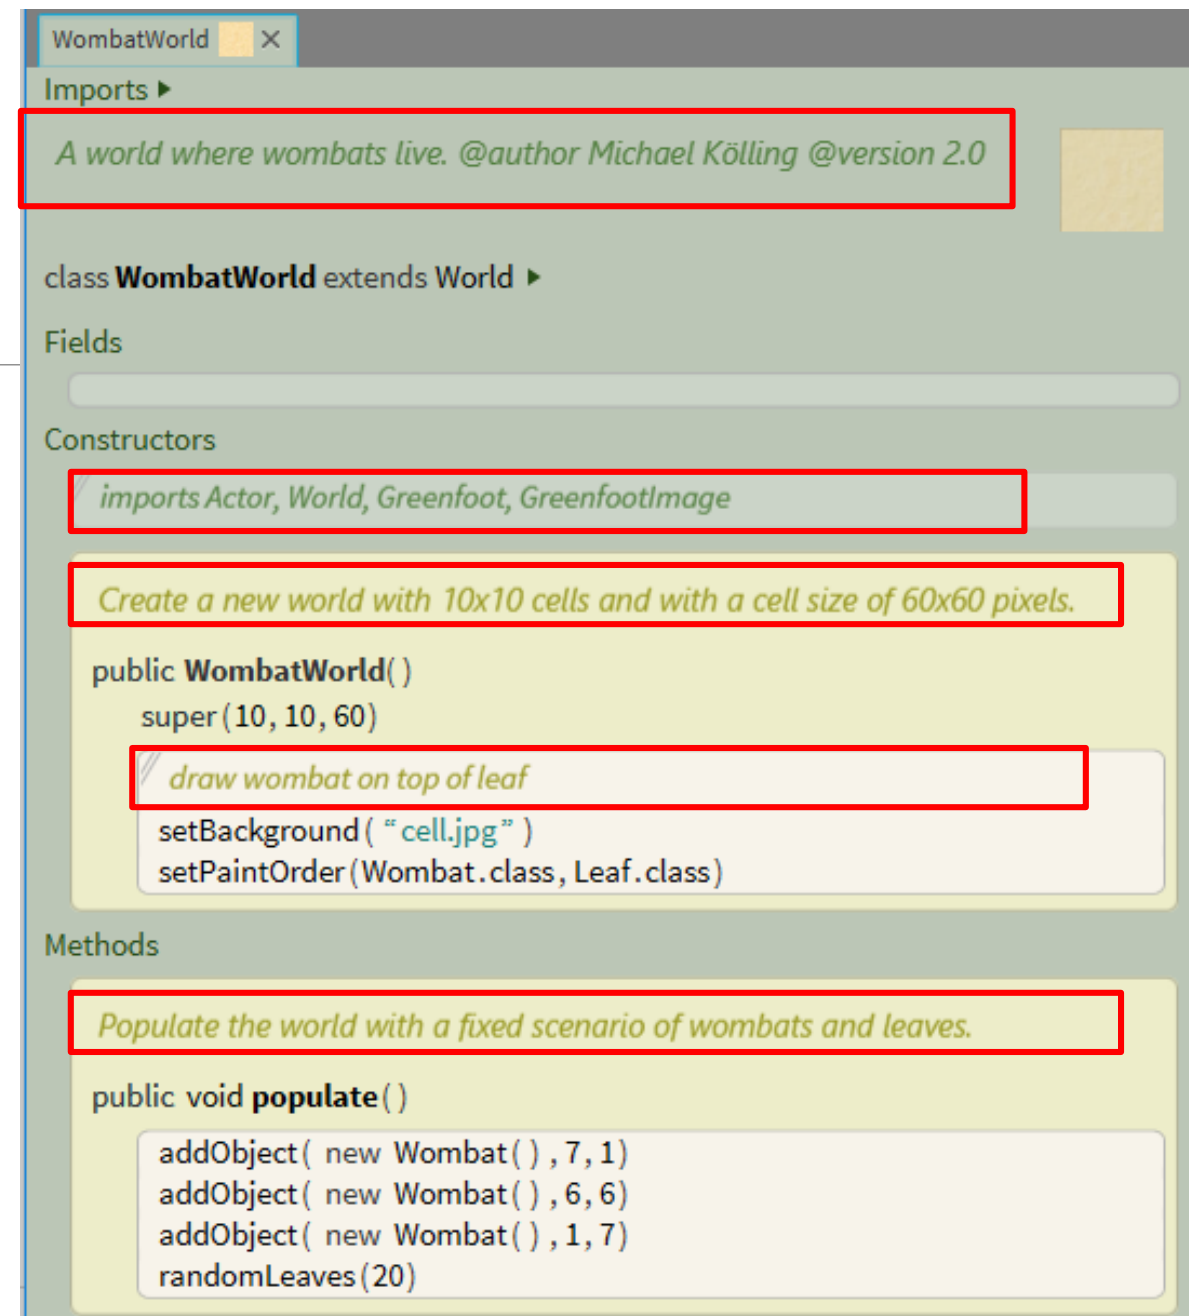 WombatWorld
Imports
A world where wombats live. @author Michael Kölling @version 2.0
class WombatWorld extends World
Fields
Constructors
// imports Actor, World, Greenfoot, GreenfootImage
Create a new world with 10x10 cells and with a cell size of 60x60 pixels.
public WombatWorld()
super(10, 10, 60)
// draw wombat on top of leaf
setBackground( “cell.jpg” )
setPaintOrder(Wombat.class, Leaf.class)
Methods
Populate the world with a fixed scenario of wombats and leaves.
public void populate()
addObject( new Wombat() , 7, 1)
addObject( new Wombat() , 6, 6)
addObject( new Wombat() , 1, 7)
randomLeaves(20)